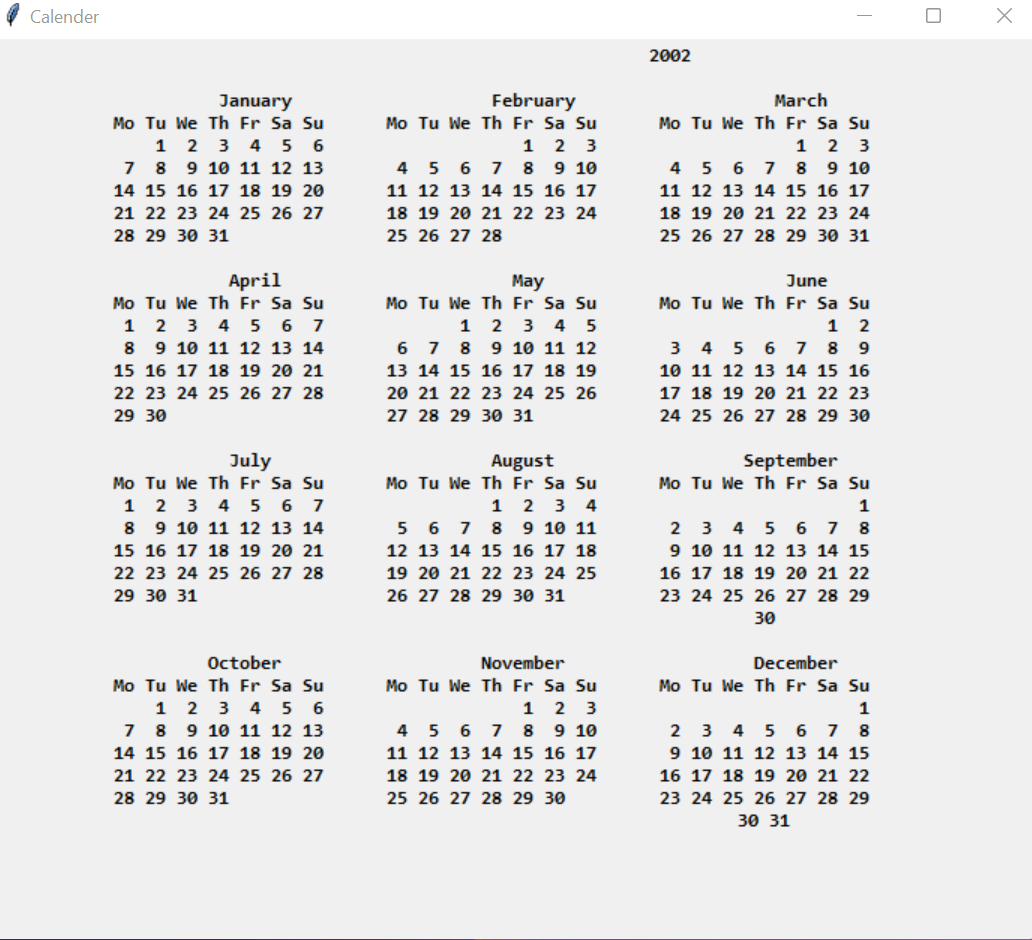 Calender
2002
January February March
Mo Tu We Th Fr Sa Su Mo Tu We Th Fr Sa Su Mo Tu We Th Fr Sa Su
1 2 3 4 5 6 1 2 3 1 2 3
7 8 9 10 11 12 13 4 5 6 7 8 9 10 4 5 6 7 8 9 10
14 15 16 17 18 19 20 11 12 13 14 15 16 17 11 12 13 14 15 16 17
21 22 23 24 25 26 27 18 19 20 21 22 23 24 18 19 20 21 22 23 24
28 29 30 31 25 26 27 28 25 26 27 28 29 30 31
April May June
Mo Tu We Th Fr Sa Su Mo Tu We Th Fr Sa Su Mo Tu We Th Fr Sa Su
1 2 3 4 5 6 7 1 2 3 4 5 1 2
8 9 10 11 12 13 14 6 7 8 9 10 11 12 3 4 5 6 7 8 9
15 16 17 18 19 20 21 13 14 15 16 17 18 19 10 11 12 13 14 15 16
22 23 24 25 26 27 28 20 21 22 23 24 25 26 17 18 19 20 21 22 23
29 30 27 28 29 30 31 24 25 26 27 28 29 30
July August September
Mo Tu We Th Fr Sa Su Mo Tu We Th Fr Sa Su Mo Tu We Th Fr Sa Su
1 2 3 4 5 6 7 1 2 3 4 1
8 9 10 11 12 13 14 5 6 7 8 9 10 11 2 3 4 5 6 7 8
15 16 17 18 19 20 21 12 13 14 15 16 17 18 9 10 11 12 13 14 15
22 23 24 25 26 27 28 19 20 21 22 23 24 25 16 17 18 19 20 21 22
29 30 31 26 27 28 29 30 31 23 24 25 26 27 28 29
30
October November December
Mo Tu We Th Fr Sa Su Mo Tu We Th Fr Sa Su Mo Tu We Th Fr Sa Su
1 2 3 4 5 6 1 2 3 1
7 8 9 10 11 12 13 4 5 6 7 8 9 10 2 3 4 5 6 7 8
14 15 16 17 18 19 20 11 12 13 14 15 16 17 9 10 11 12 13 14 15
21 22 23 24 25 26 27 18 19 20 21 22 23 24 16 17 18 19 20 21 22
28 29 30 31 25 26 27 28 29 30 23 24 25 26 27 28 29
30 31